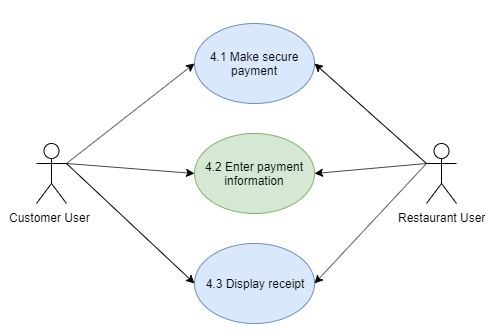 4.1 Make secure
payment
4.2 Enter payment
information
Customer User
Restaurant User
4.3 Display receipt